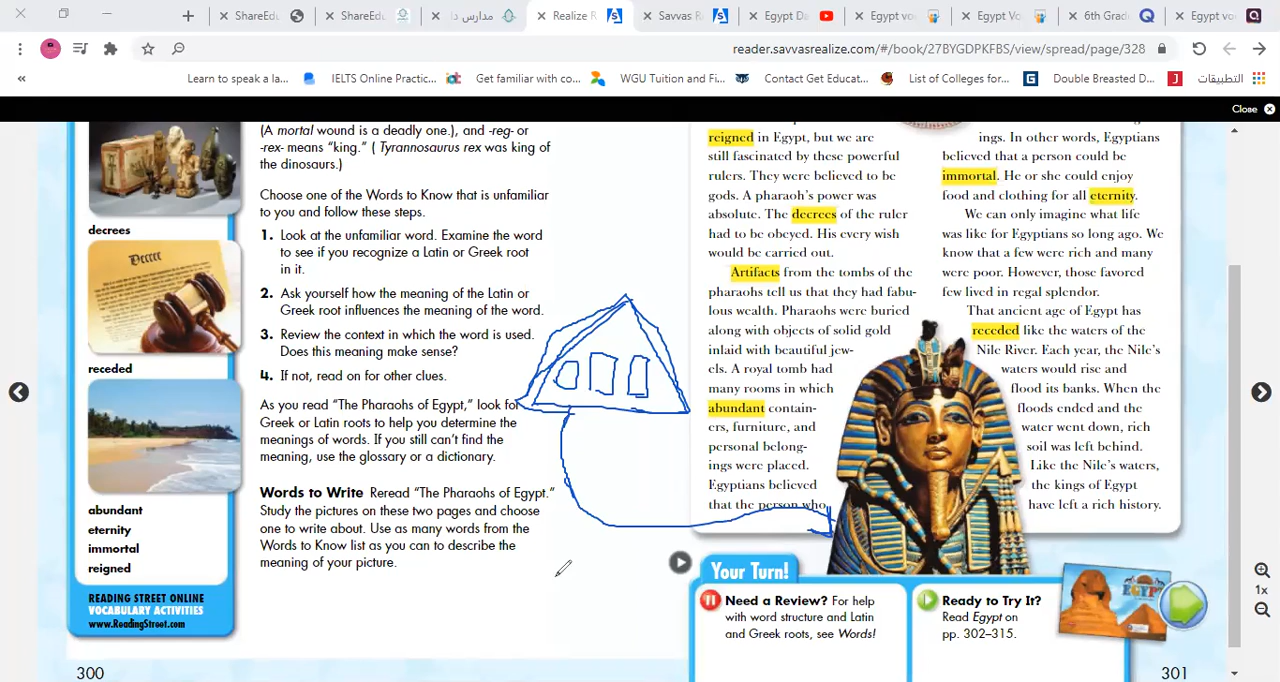 ShareEdu
ShareEdu
مدارس دا
Realize R
Savvas R
Egypt Da
Egypt vo
Egypt Vo
6th Grad
Egypt vo
reader.savvasrealize.com/#/book/27BYGDPKFBS/view/spread/page/328
Learn to speak a la...
IELTS Online Practic...
Get familiar with co...
WGU Tuition and Fi...
Contact Get Educat...
List of Colleges for...
Double Breasted D...
التطبيقات
Close
(A mortal wound is a deadly one.), and -reg- or
-rex- means “king.” ( Tyrannosaurus rex was king of
the dinosaurs.)
Choose one of the Words to Know that is unfamiliar
to you and follow these steps.
1. Look at the unfamiliar word. Examine the word
to see if you recognize a Latin or Greek root
in it.
2. Ask yourself how the meaning of the Latin or
Greek root influences the meaning of the word.
3. Review the context in which the word is used.
Does this meaning make sense?
4. If not, read on for other clues.
As you read “The Pharaohs of Egypt,” look for
Greek or Latin roots to help you determine the
meanings of words. If you still can’t find the
meaning, use the glossary or a dictionary.
Words to Write Reread “The Pharaohs of Egypt.”
Study the pictures on these two pages and choose
one to write about. Use as many words from the
Words to Know list as you can to describe the
meaning of your picture.
decrees
Decree
receded
abundant
eternity
immortal
reigned
READING STREET ONLINE
VOCABULARY ACTIVITIES
www.ReadingStreet.com
300
reigned in Egypt, but we are
still fascinated by these powerful
rulers. They were believed to be
gods. A pharaoh’s power was
absolute. The decrees of the ruler
had to be obeyed. His every wish
would be carried out.
Artifacts from the tombs of the
pharaohs tell us that they had fabu-
lous wealth. Pharaohs were buried
along with objects of solid gold
inlaid with beautiful jew-
els. A royal tomb had
many rooms in which
abundant contain-
ers, furniture, and
personal belong-
ings were placed.
Egyptians believed
that the person who
ings. In other words, Egyptians
believed that a person could be
immortal. He or she could enjoy
food and clothing for all eternity.
We can only imagine what life
was like for Egyptians so long ago. We
know that a few were rich and many
were poor. However, those favored
few lived in regal splendor.
That ancient age of Egypt has
receded like the waters of the
Nile River. Each year, the Nile’s
waters would rise and
flood its banks. When the
floods ended and the
water went down, rich
soil was left behind.
Like the Nile’s waters,
the kings of Egypt
have left a rich history.
Your Turn!
Need a Review? For help
with word structure and Latin
and Greek roots, see Words!
Ready to Try It?
Read Egypt on
pp. 302–315.
EGYPT
301
1x